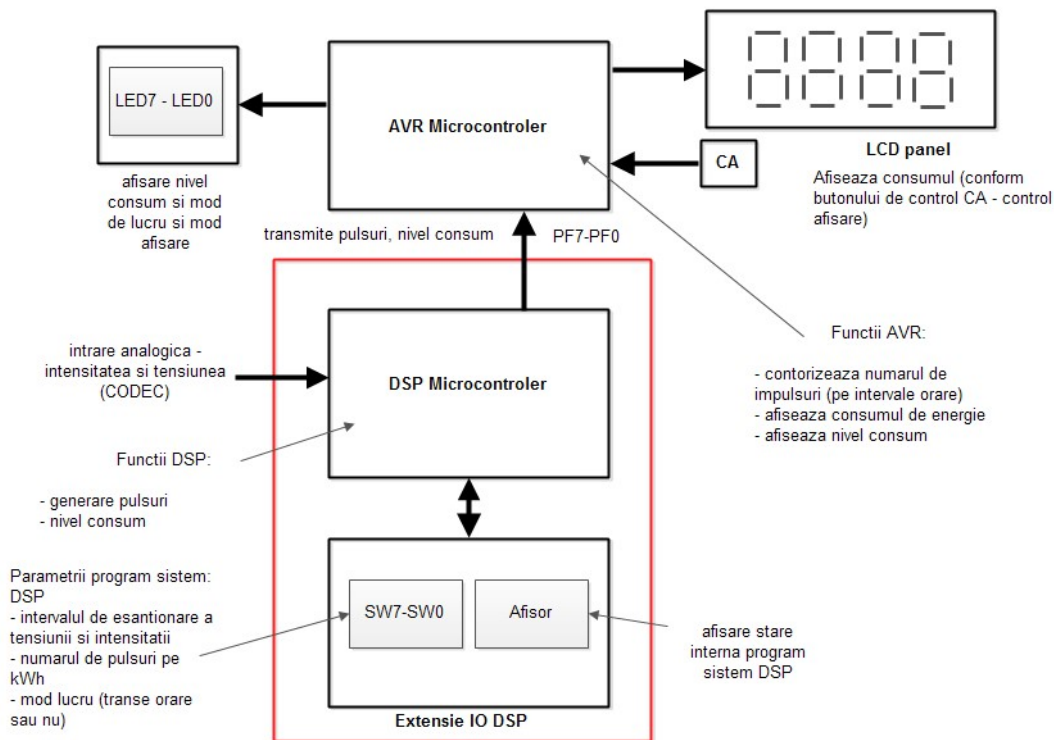 LED7 - LED0
AVR Microcontroler
LCD panel
CA
Afiseaza consumul (conform
butonului de control CA - control
afisare)
afisare nivel
consum si mod
de lucru si mod
afisare
transmite pulsuri, nivel consum
PF7-PF0
intrare analogica -
intensitatea si tensiunea
(CODEC)
DSP Microcontroler
Functii AVR:
- contorizeaza numarul de
impulsuri (pe intervale orare)
- afiseaza consumul de energie
- afiseaza nivel consum
Functii DSP:
- generare pulsuri
- nivel consum
Parametrii program sistem:
DSP
- intervalul de esantionare a
tensiunii si intensitatii
- numarul de pulsuri pe
kWh
- mod lucru (transe orare
sau nu)
SW7-SW0
Afisor
afisare stare
interna program
sistem DSP
Extensie IO DSP